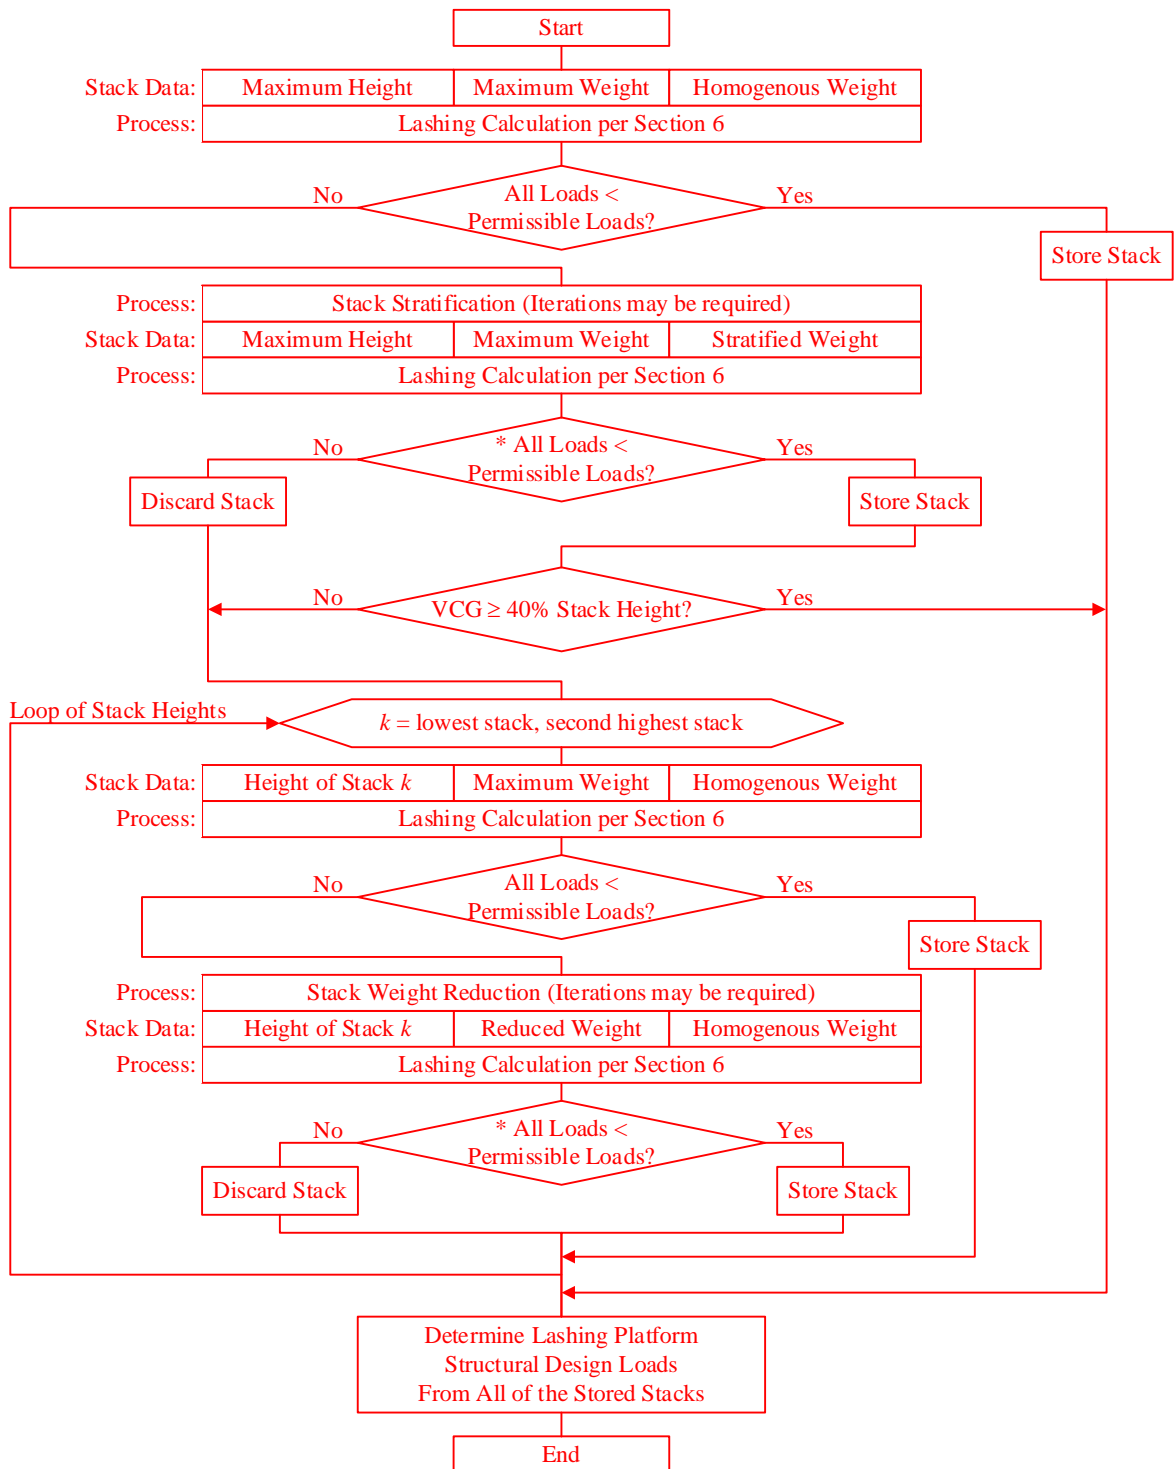 Start
Stack Data: Maximum Height Maximum Weight Homogenous Weight
Process: Lashing Calculation per Section 6
No All Loads < Yes
Permissible Loads?
Store Stack
Process: Stack Stratification (Iterations may be required)
Stack Data: Maximum Height Maximum Weight Stratified Weight
Process: Lashing Calculation per Section 6
No * All Loads < Yes
Permissible Loads?
Discard Stack Store Stack
No VCG ≥ 40% Stack Height? Yes
Loop of Stack Heights k = lowest stack, second highest stack
Stack Data: Height of Stack k Maximum Weight Homogenous Weight
Process: Lashing Calculation per Section 6
No All Loads < Yes
Permissible Loads?
Store Stack
Process: Stack Weight Reduction (Iterations may be required)
Stack Data: Height of Stack k Reduced Weight Homogenous Weight
Process: Lashing Calculation per Section 6
No * All Loads < Yes
Permissible Loads?
Discard Stack Store Stack
Determine Lashing Platform
Structural Design Loads
From All of the Stored Stacks
End